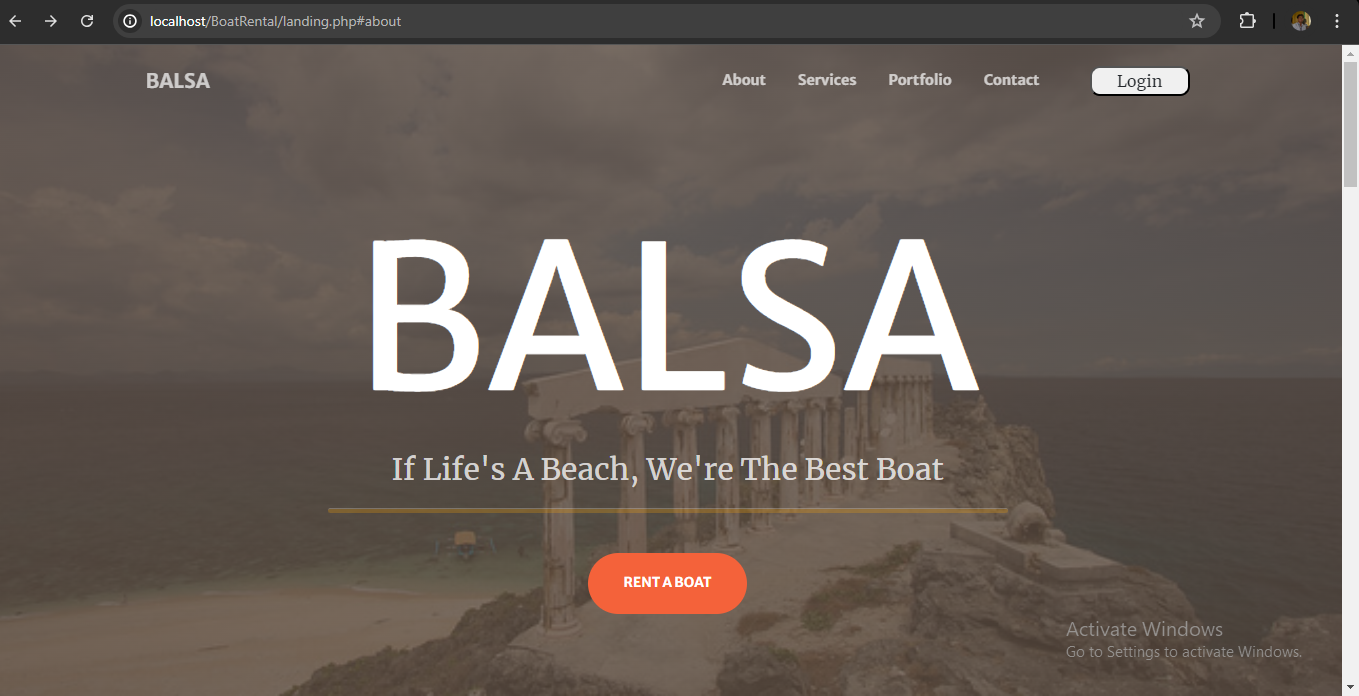 localhost/BoatRental/landing.php#about
BALSA About Services Portfolio Contact Login
BALSA
If Life's A Beach, We're The Best Boat
RENT A BOAT
Activate Windows
Go to Settings to activate Windows.